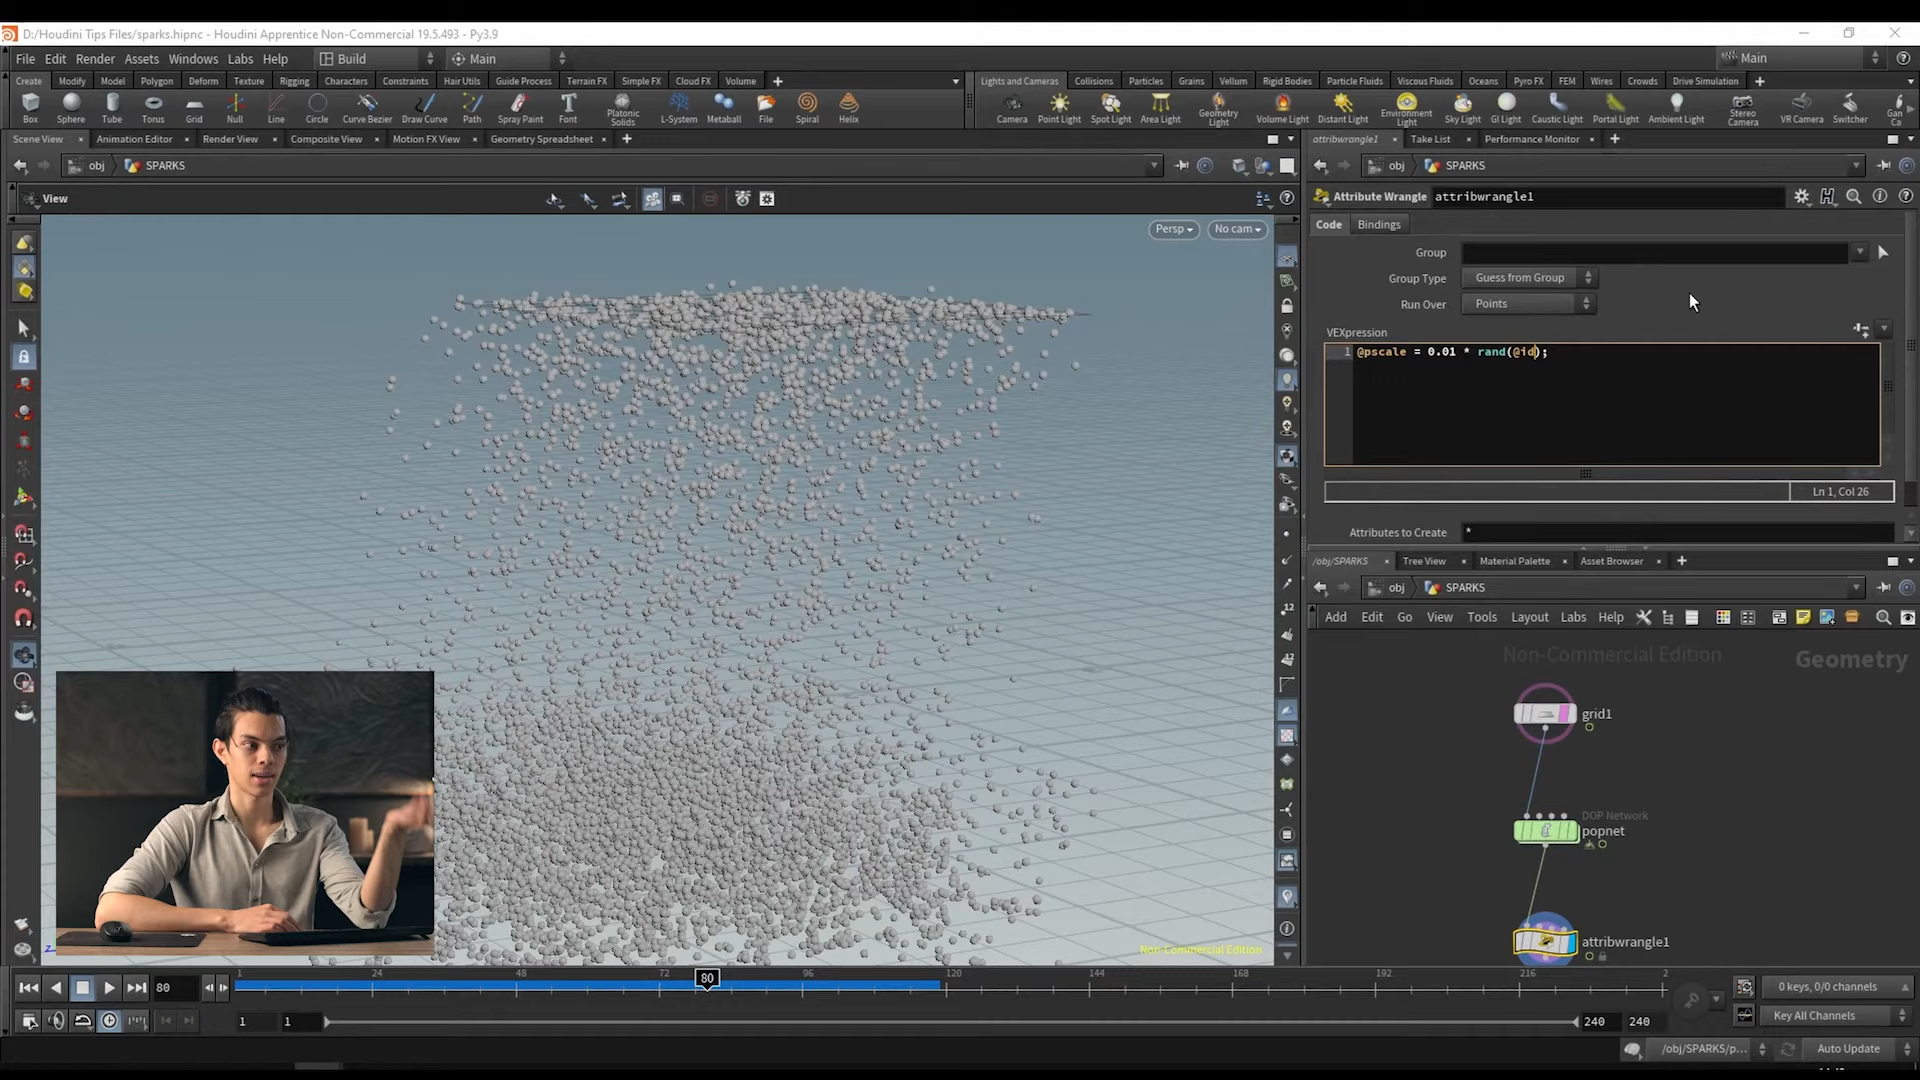 D:/Houdini Tips Files/sparks.hipnc - Houdini Apprentice Non-Commercial 19.5.493 - Py3.9
File Edit Render Assets Windows Labs Help Build Main Main
Create Modify Model Polygon Deform Texture Rigging Characters Constraints Hair Utils Guide Process Terrain FX Simple FX Cloud FX Volume
Lights and Cameras Collisions Particles Grains Vellum Rigid Bodies Particle Fluids Viscous Fluids Oceans Pyro FX FEM Wires Crowds Drive Simulation
Box Sphere Tube Torus Grid Null Line Circle Curve Bezier Draw Curve Path Spray Paint Font Platonic Solids L-System Metaball File Spiral Helix
Camera Point Light Spot Light Area Light Geometry Light Volume Light Distant Light Environment Light Sky Light GI Light Caustic Light Portal Light Ambient Light Stereo Camera VR Camera Switcher
Scene View Animation Editor Render View Composite View Motion FX View Geometry Spreadsheet
attribwrangle1 Take List Performance Monitor
obj SPARKS
obj SPARKS
View
Persp No cam
Attribute Wrangle attribwrangle1
Code Bindings
Group
Group Type Guess from Group
Run Over Points
VEXpression
1 @pscale = 0.01 * rand(@id);
Ln 1, Col 26
Attributes to Create *
/obj/SPARKS Tree View Material Palette Asset Browser
obj SPARKS
Add Edit Go View Tools Layout Labs Help
Non-Commercial Edition Geometry
grid1
DOP Network
popnet
attribwrangle1
Non-Commercial Edition
z
1 24 48 72 96 120 144 168 192 216 2
80
80
0 keys, 0/0 channels
1 1 240 240
Key All Channels
/obj/SPARKS/p... Auto Update